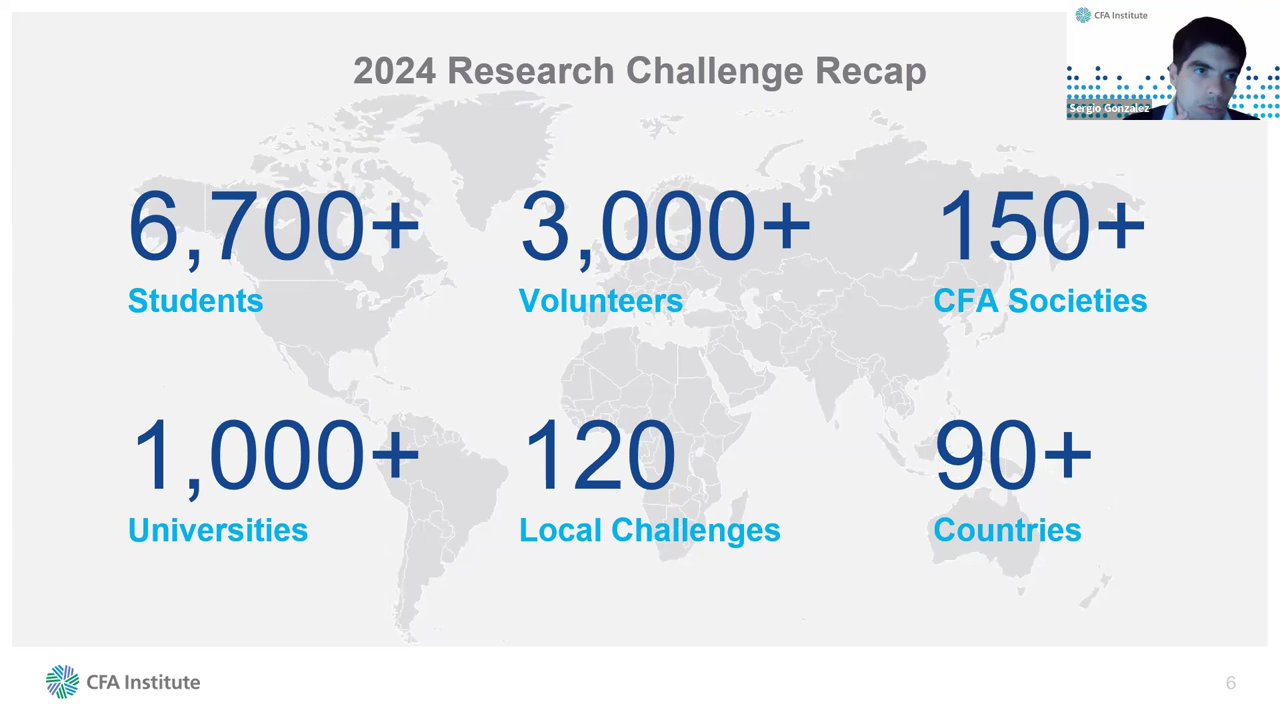 CFA Institute
Sergio Gonzalez
2024 Research Challenge Recap
6,700+
Students
3,000+
Volunteers
150+
CFA Societies
1,000+
Universities
120
Local Challenges
90+
Countries
CFA Institute
6